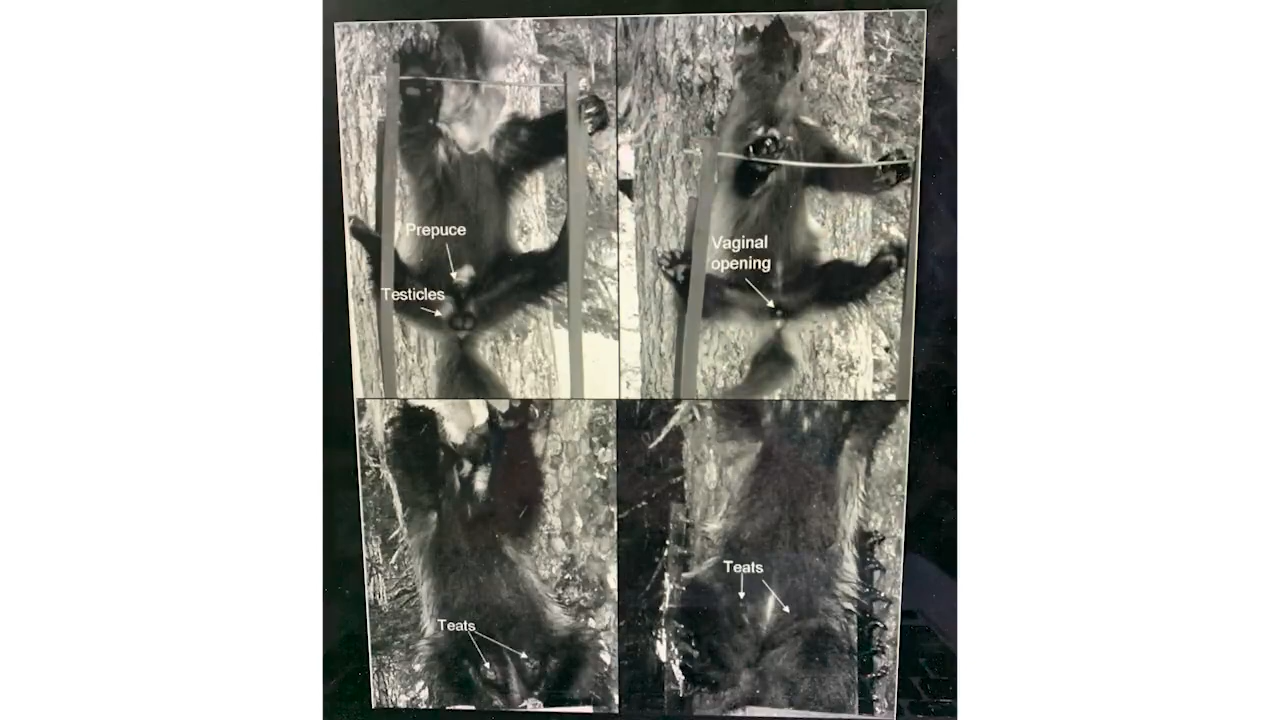 Prepuce
Testicles
Vaginal
opening
Teats
Teats